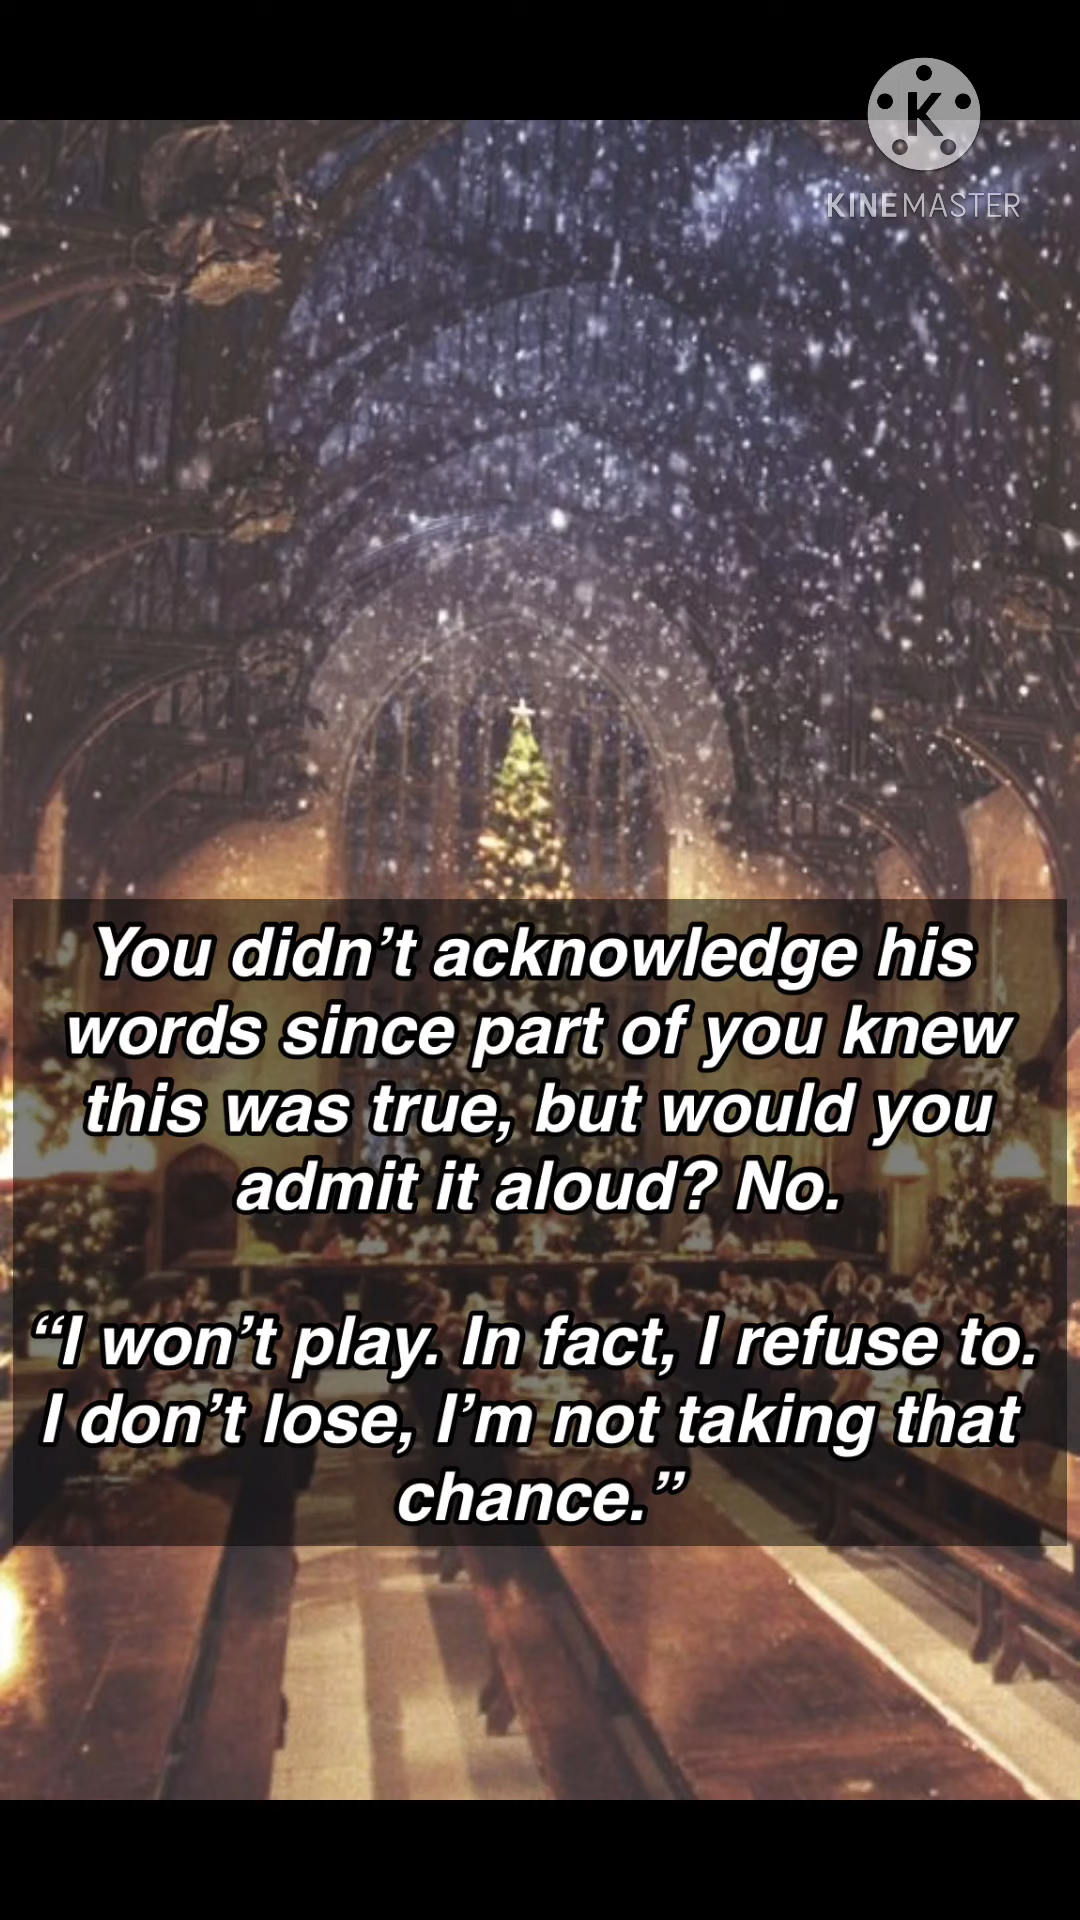 K
KINEMASTER
You didn’t acknowledge his
words since part of you knew
this was true, but would you
admit it aloud? No.
“I won’t play. In fact, I refuse to.
I don’t lose, I’m not taking that
chance.”